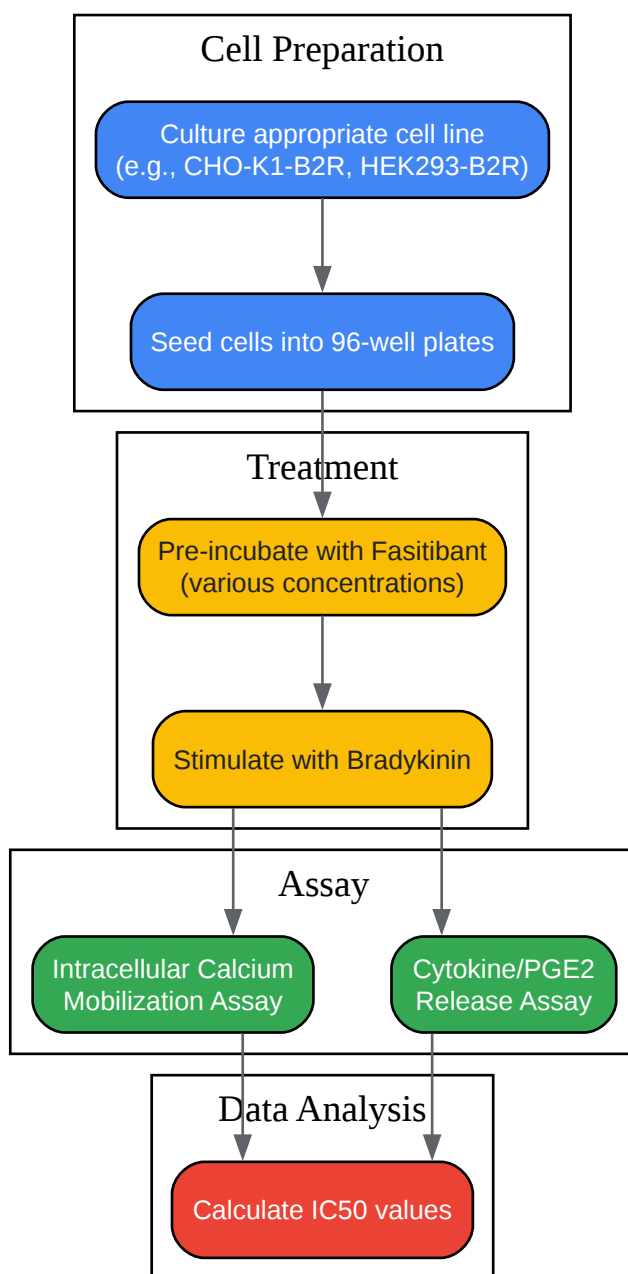 Cell Preparation
Culture appropriate cell line
(e.g., CHO-K1-B2R, HEK293-B2R)
Seed cells into 96-well plates
Treatment
Pre-incubate with Fasitibant
(various concentrations)
Stimulate with Bradykinin
Assay
Intracellular Calcium
Mobilization Assay
Cytokine/PGE2
Release Assay
Data Analysis
Calculate IC50 values